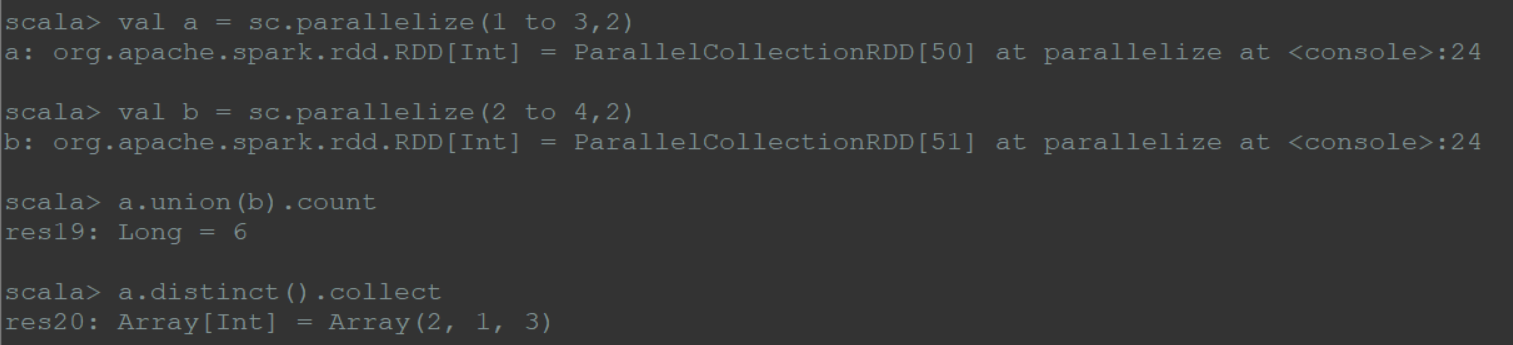 scala> val a = sc.parallelize(1 to 3,2)
a: org.apache.spark.rdd.RDD[Int] = ParallelCollectionRDD[50] at parallelize at <console>:24
scala> val b = sc.parallelize(2 to 4,2)
b: org.apache.spark.rdd.RDD[Int] = ParallelCollectionRDD[51] at parallelize at <console>:24
scala> a.union(b).count
res19: Long = 6
scala> a.distinct().collect
res20: Array[Int] = Array(2, 1, 3)